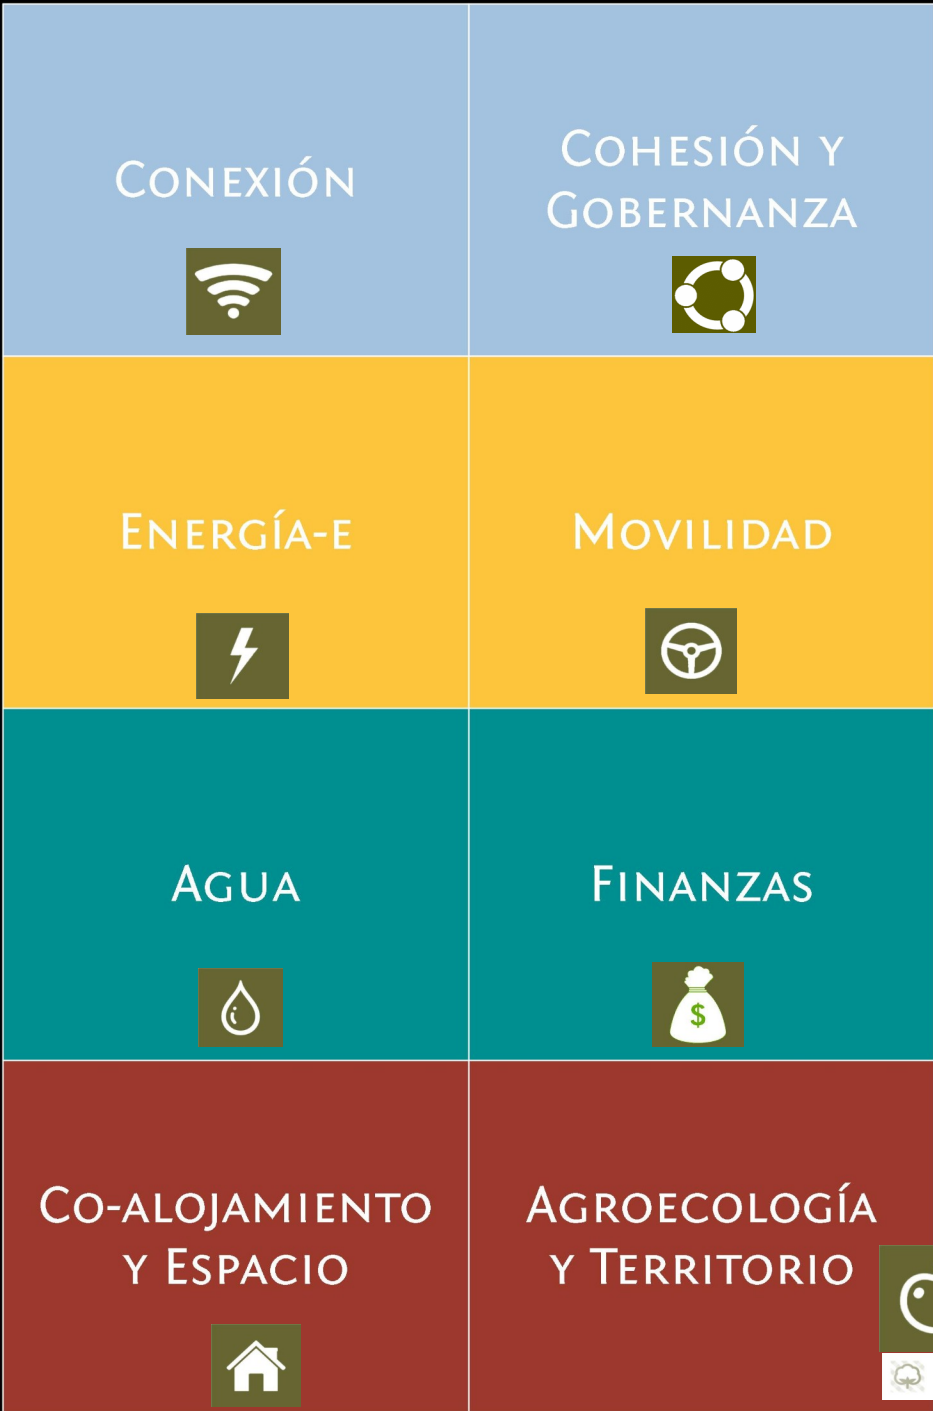 Conexión
Cohesión y
Gobernanza
Energía-e
Movilidad
Agua
Finanzas
$
Co-alojamiento
y Espacio
Agroecología
y Territorio